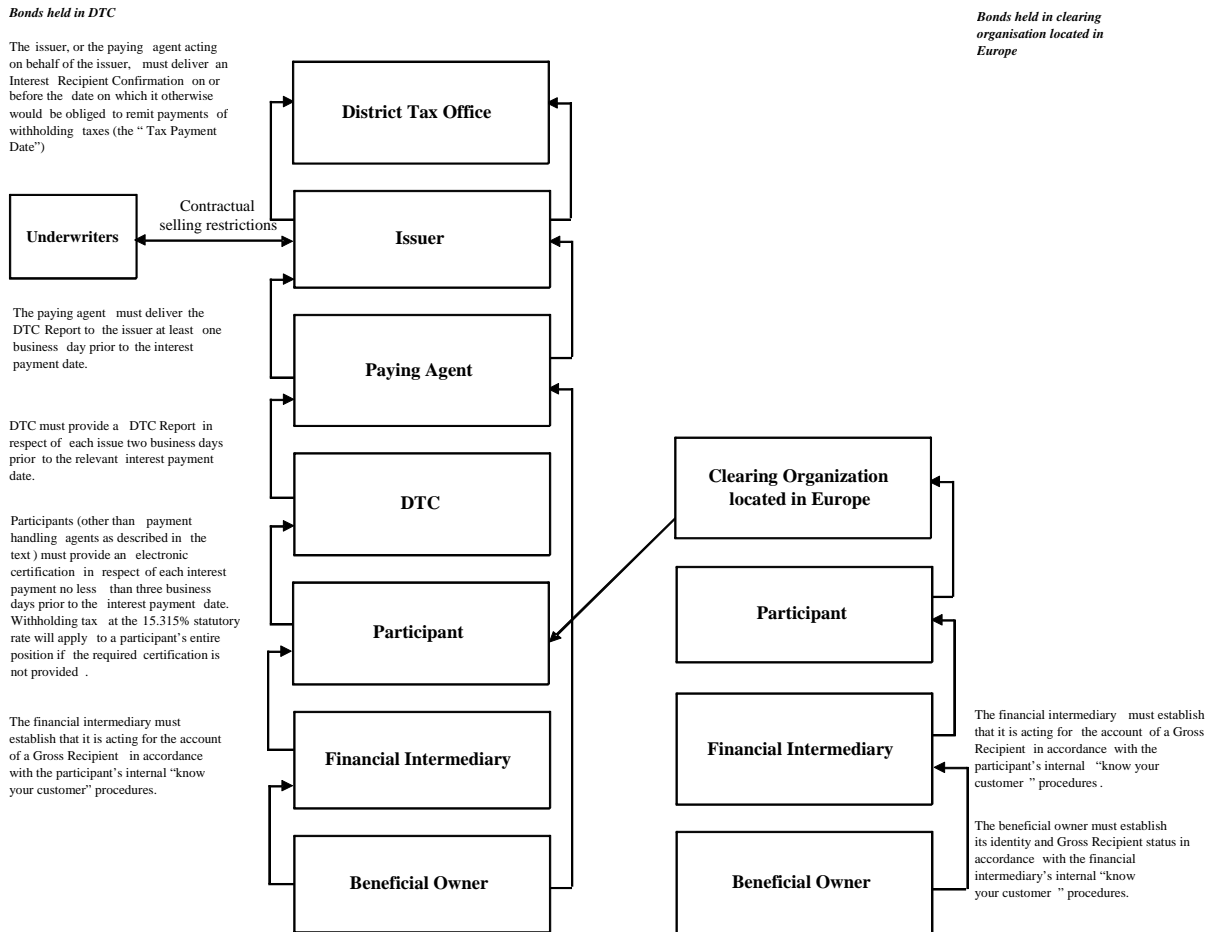 Bonds held in DTC
The issuer, or the paying agent acting
on behalf of the issuer, must deliver an
Interest Recipient Confirmation on or
before the date on which it otherwise
would be obliged to remit payments of
withholding taxes (the “ Tax Payment
Date”)
Bonds held in clearing
organisation located in
Europe
District Tax Office
Underwriters
Contractual
selling restrictions
Issuer
The paying agent must deliver the
DTC Report to the issuer at least one
business day prior to the interest
payment date.
Paying Agent
DTC must provide a DTC Report in
respect of each issue two business days
prior to the relevant interest payment
date.
DTC
Clearing Organization
located in Europe
Participants (other than payment
handling agents as described in the
text ) must provide an electronic
certification in respect of each interest
payment no less than three business
days prior to the interest payment date.
Withholding tax at the 15.315% statutory
rate will apply to a participant’s entire
position if the required certification is
not provided .
Participant
Participant
The financial intermediary must
establish that it is acting for the account
of a Gross Recipient in accordance
with the participant’s internal “know
your customer” procedures.
Financial Intermediary
Financial Intermediary
The financial intermediary must establish
that it is acting for the account of a Gross
Recipient in accordance with the
participant’s internal “know your
customer ” procedures .
Beneficial Owner
Beneficial Owner
The beneficial owner must establish
its identity and Gross Recipient status in
accordance with the financial
intermediary’s internal “know
your customer ” procedures.